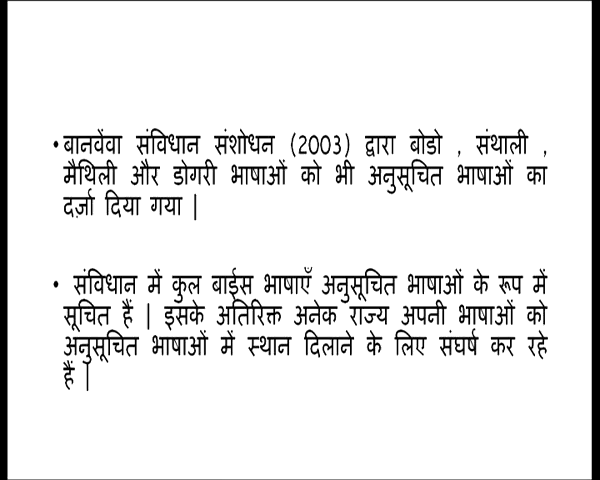 •बानवेंवा संविधान संशोधन (2003) द्वारा बोडो , संथाली ,
मैथिली और डोगरी भाषाओं को भी अनुसूचित भाषाओं का
दर्ज़ा दिया गया |
• संविधान में कुल बाईस भाषाएँ अनुसूचित भाषाओं के रूप में
सूचित हैं | इसके अतिरिक्त अनेक राज्य अपनी भाषाओं को
अनुसूचित भाषाओं में स्थान दिलाने के लिए संघर्ष कर रहे
हैं |